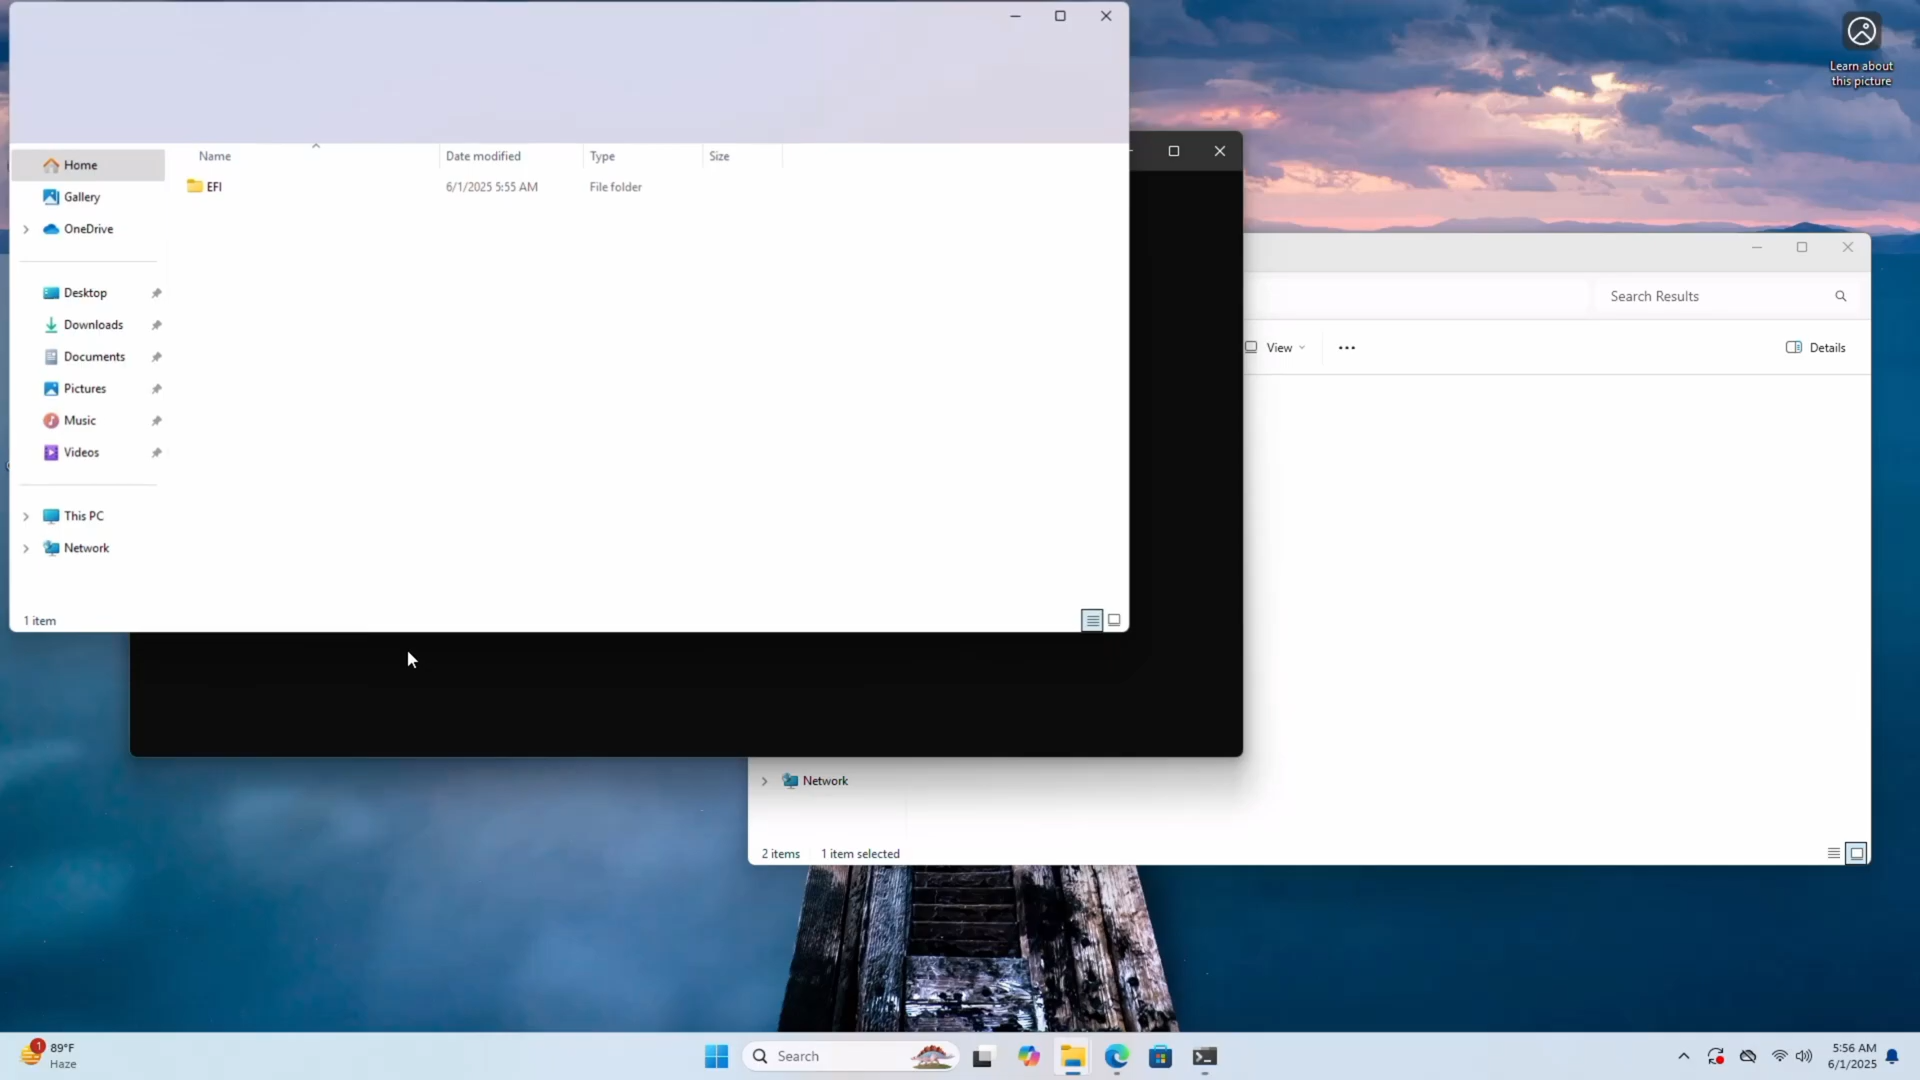 Learn about
this picture
Name
Date modified
Type
Size
EFI
6/1/2025 5:55 AM
File folder
Home
Gallery
OneDrive
Desktop
Downloads
Documents
Pictures
Music
Videos
This PC
Network
1 item
Search Results
View
Details
Network
2 items
1 item selected
1
89°F
Haze
Search
5:56 AM
6/1/2025